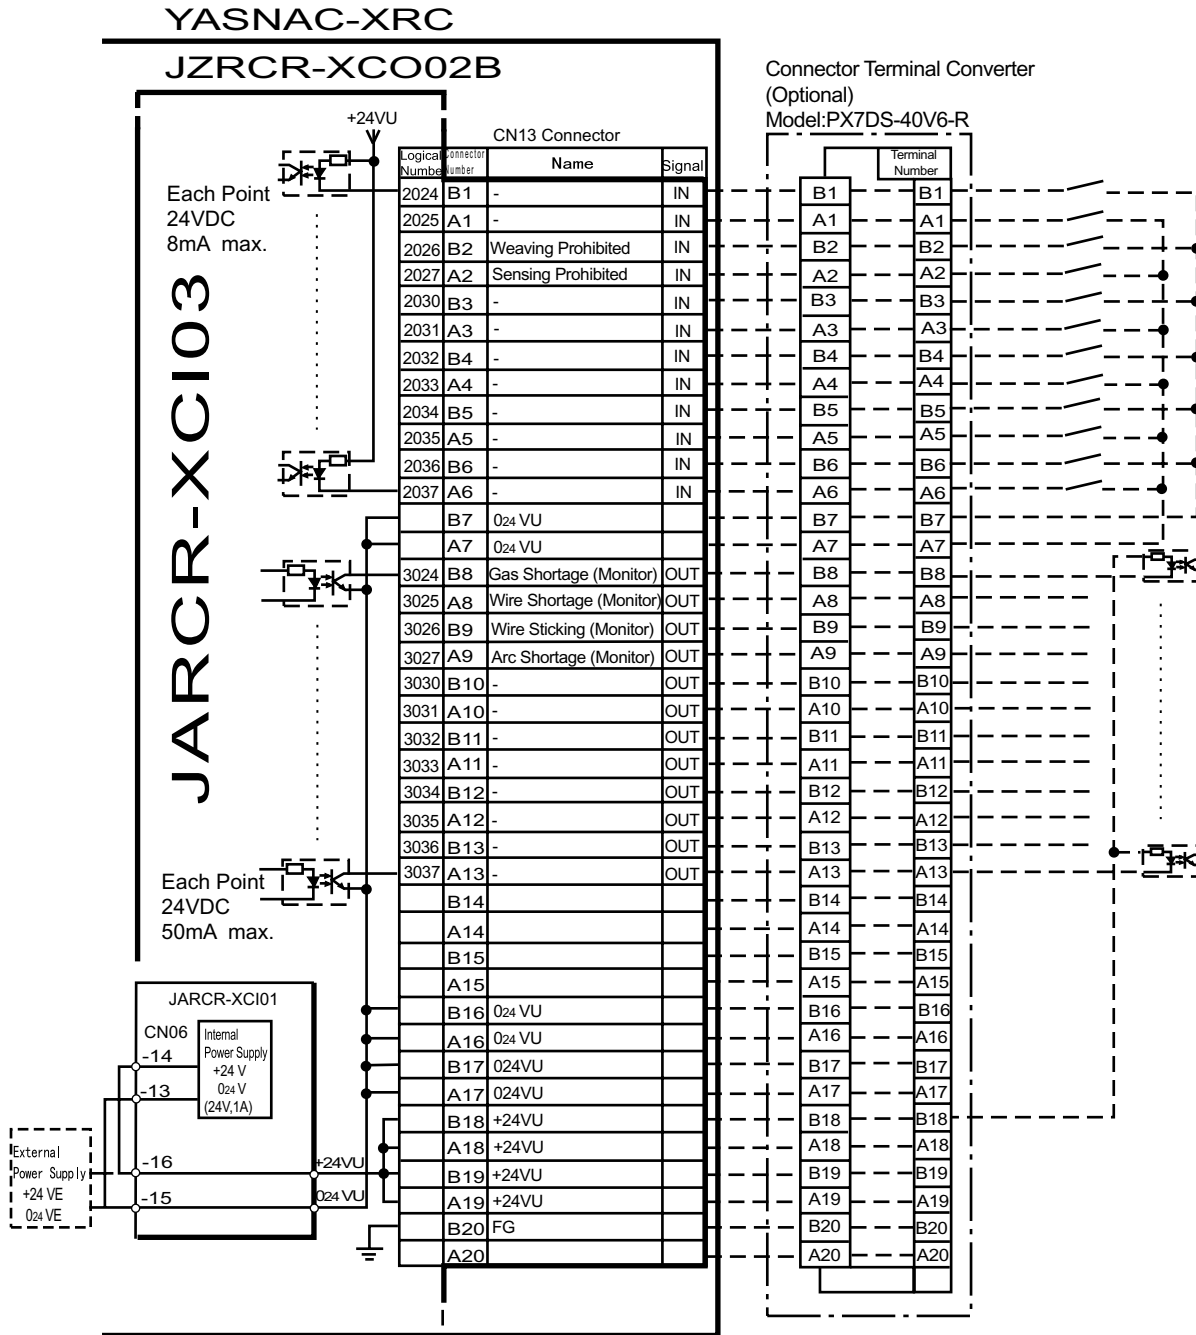 YASNAC-XRC
JZRCR-XCO02B
Connector Terminal Converter
(Optional)
Model:PX7DS-40V6-R
+24VU
CN13 Connector
Logical Numbe Connector Number Name Signal
Terminal Number
Each Point
24VDC
8mA max.
JARCR-XCI03
2024 B1 - IN B1 B1
2025 A1 - IN A1 A1
2026 B2 Weaving Prohibited IN B2 B2
2027 A2 Sensing Prohibited IN A2 A2
2030 B3 - IN B3 B3
2031 A3 - IN A3 A3
2032 B4 - IN B4 B4
2033 A4 - IN A4 A4
2034 B5 - IN B5 B5
2035 A5 - IN A5 A5
2036 B6 - IN B6 B6
2037 A6 - IN A6 A6
B7 024 VU B7 B7
A7 024 VU A7 A7
3024 B8 Gas Shortage (Monitor) OUT B8 B8
3025 A8 Wire Shortage (Monitor) OUT A8 A8
3026 B9 Wire Sticking (Monitor) OUT B9 B9
3027 A9 Arc Shortage (Monitor) OUT A9 A9
3030 B10 - OUT B10 B10
3031 A10 - OUT A10 A10
3032 B11 - OUT B11 B11
3033 A11 - OUT A11 A11
3034 B12 - OUT B12 B12
3035 A12 - OUT A12 A12
3036 B13 - OUT B13 B13
3037 A13 - OUT A13 A13
Each Point
24VDC
50mA max.
B14 B14 B14
A14 A14 A14
B15 B15 B15
A15 A15 A15
B16 024 VU B16 B16
A16 024 VU A16 A16
B17 024VU B17 B17
A17 024VU A17 A17
B18 +24VU B18 B18
A18 +24VU A18 A18
B19 +24VU B19 B19
A19 +24VU A19 A19
B20 FG B20 B20
A20 A20 A20
JARCR-XCI01
CN06
-14
-13
-16
-15
Internal
Power Supply
+24 V
024 V
(24V,1A)
+24VU
024 VU
External
Power Supply
+24 VE
024 VE